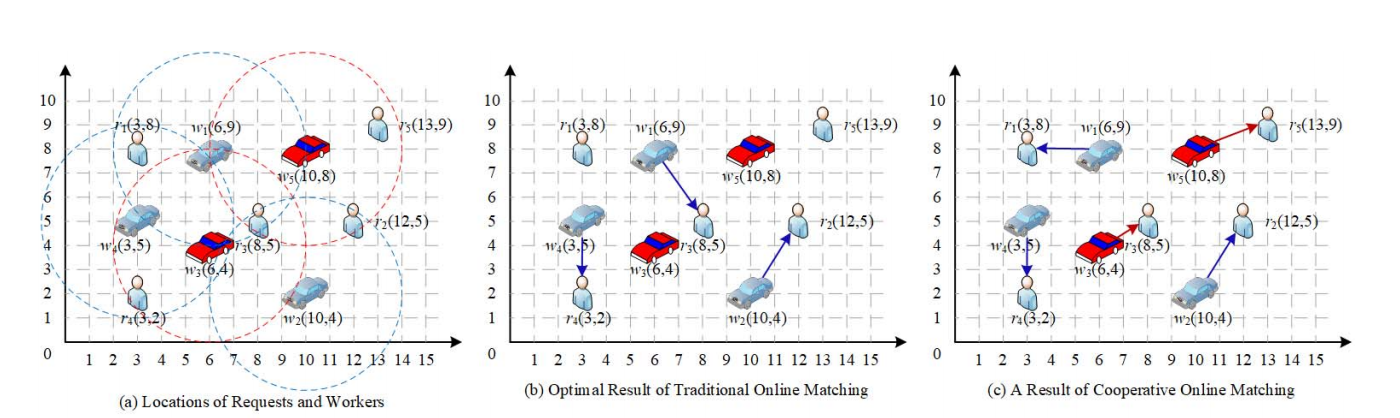 10
9
8
7
6
5
4
3
2
1
0
1 2 3 4 5 6 7 8 9 10 11 12 13 14 15
r1(3,8)
w1(6,9)
r5(13,9)
w5(10,8)
w4(3,5)
r3(8,5)
r2(12,5)
w3(6,4)
r4(3,2)
w2(10,4)
(a) Locations of Requests and Workers
10
9
8
7
6
5
4
3
2
1
0
1 2 3 4 5 6 7 8 9 10 11 12 13 14 15
r1(3,8)
w1(6,9)
r5(13,9)
w5(10,8)
w4(3,5)
r3(8,5)
r2(12,5)
w3(6,4)
r4(3,2)
w2(10,4)
(b) Optimal Result of Traditional Online Matching
10
9
8
7
6
5
4
3
2
1
0
1 2 3 4 5 6 7 8 9 10 11 12 13 14 15
r1(3,8)
w1(6,9)
r5(13,9)
w5(10,8)
w4(3,5)
r3(8,5)
r2(12,5)
w3(6,4)
r4(3,2)
w2(10,4)
(c) A Result of Cooperative Online Matching